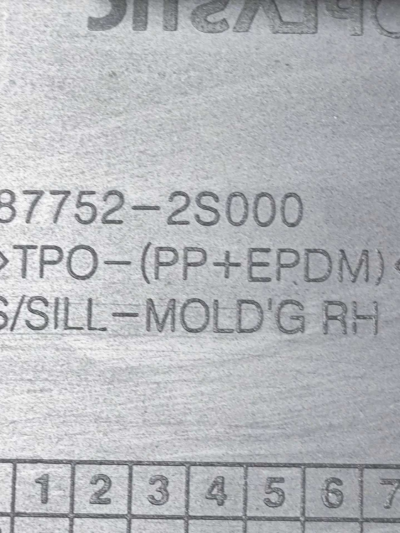 87752-2S000
>TPO-(PP+EPDM)<
S/SILL-MOLD'G RH
1 2 3 4 5 6 7